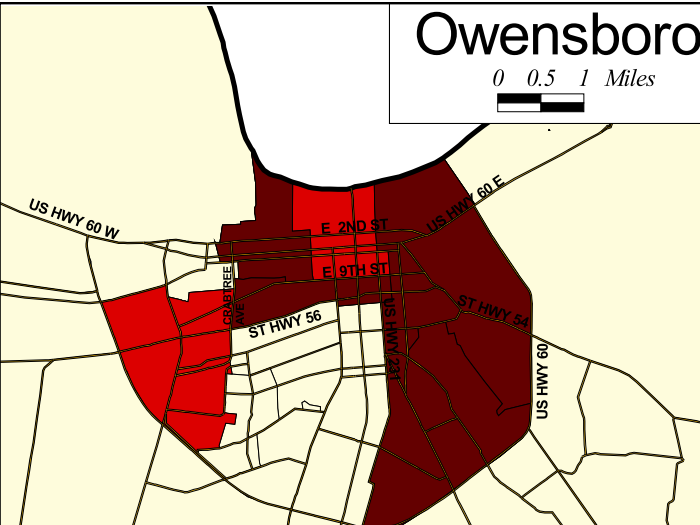 Owensboro
0 0.5 1 Miles
US HWY 60 W
US HWY 60 E
E 2ND ST
E 9TH ST
CRABTREE
AVE
ST HWY 56
US HWY 231
ST HWY 54
US HWY 60